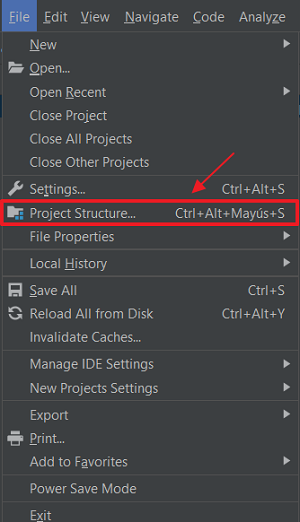 File Edit View Navigate Code Analyze
New
Open...
Open Recent
Close Project
Close All Projects
Close Other Projects
Settings... Ctrl+Alt+S
Project Structure... Ctrl+Alt+Mayús+S
File Properties
Local History
Save All Ctrl+S
Reload All from Disk Ctrl+Alt+Y
Invalidate Caches...
Manage IDE Settings
New Projects Settings
Export
Print...
Add to Favorites
Power Save Mode
Exit